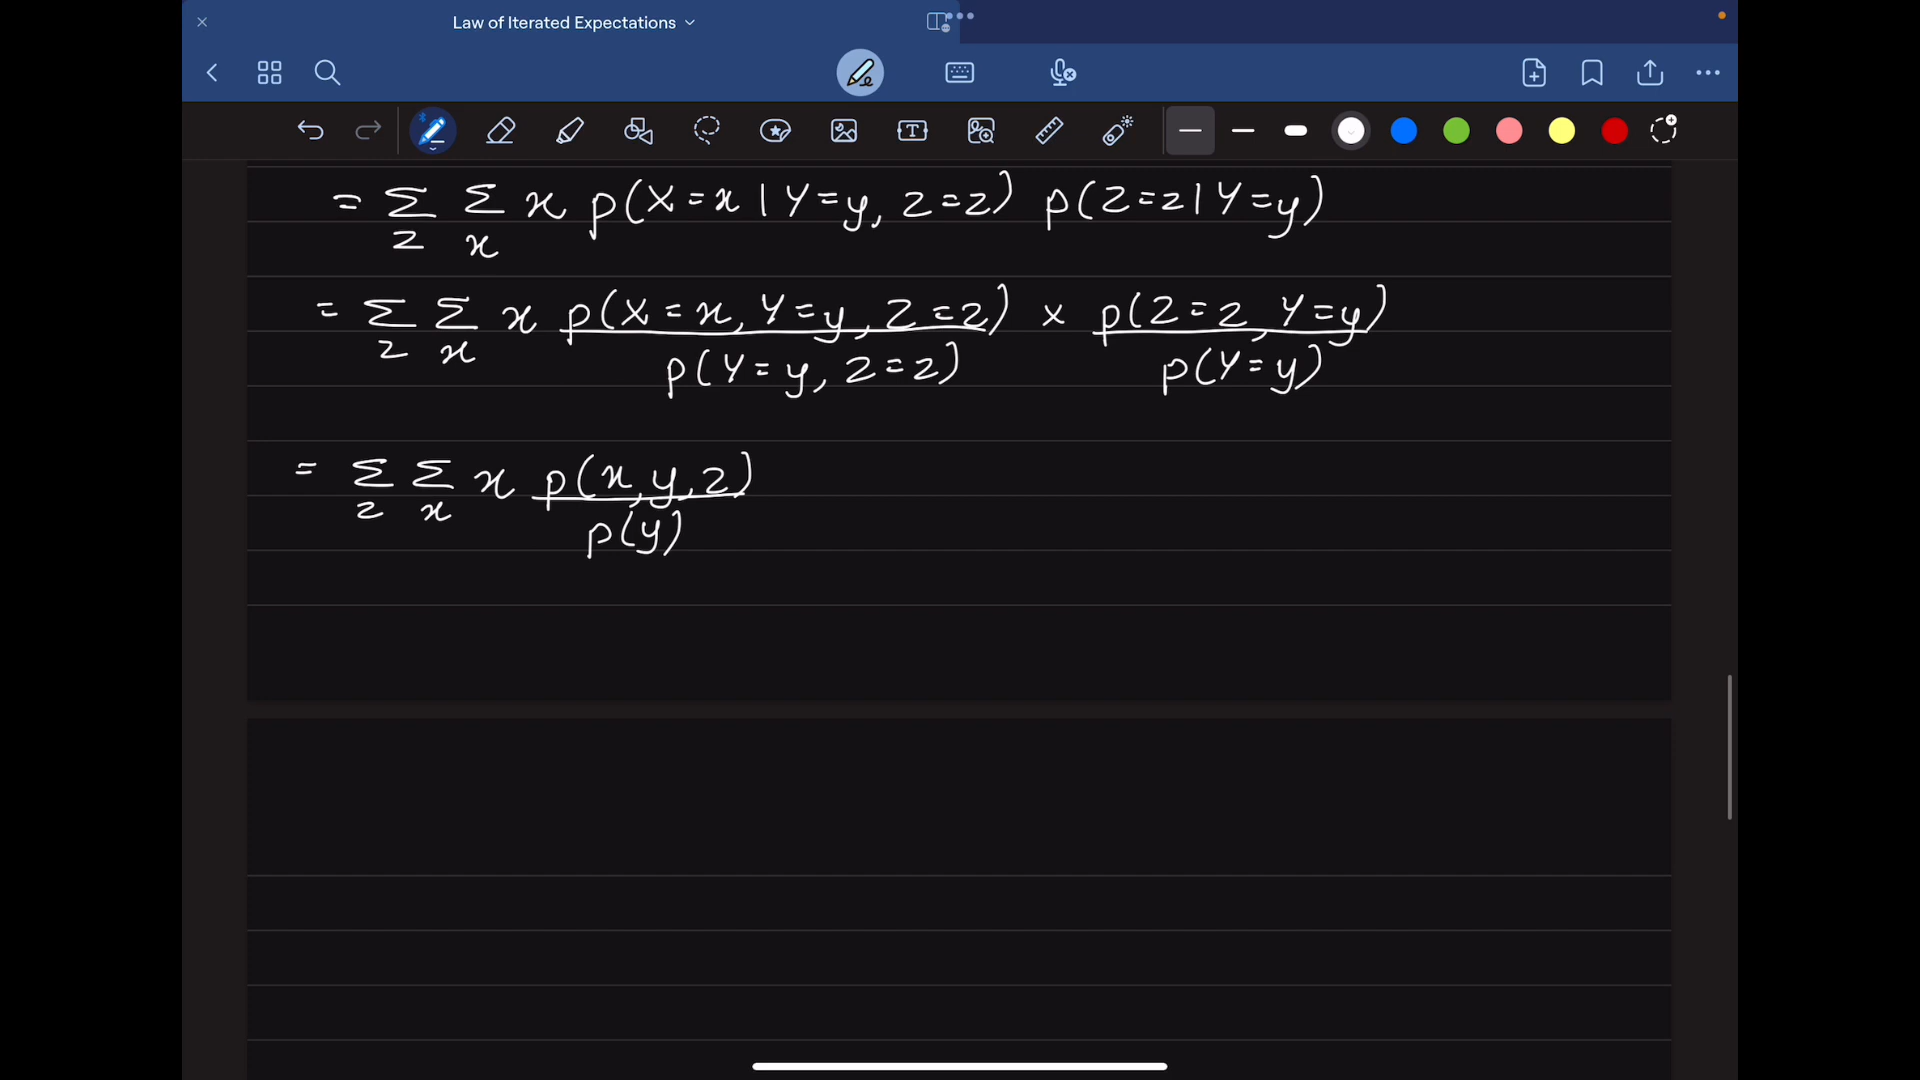 Law of Iterated Expectations
= Σ_z Σ_x x p(X=x | Y=y, Z=z) p(Z=z | Y=y)
= Σ_z Σ_x x p(X=x, Y=y, Z=z) / p(Y=y, Z=z) × p(Z=z, Y=y) / p(Y=y)
= Σ_z Σ_x x p(x,y,z) / p(y)